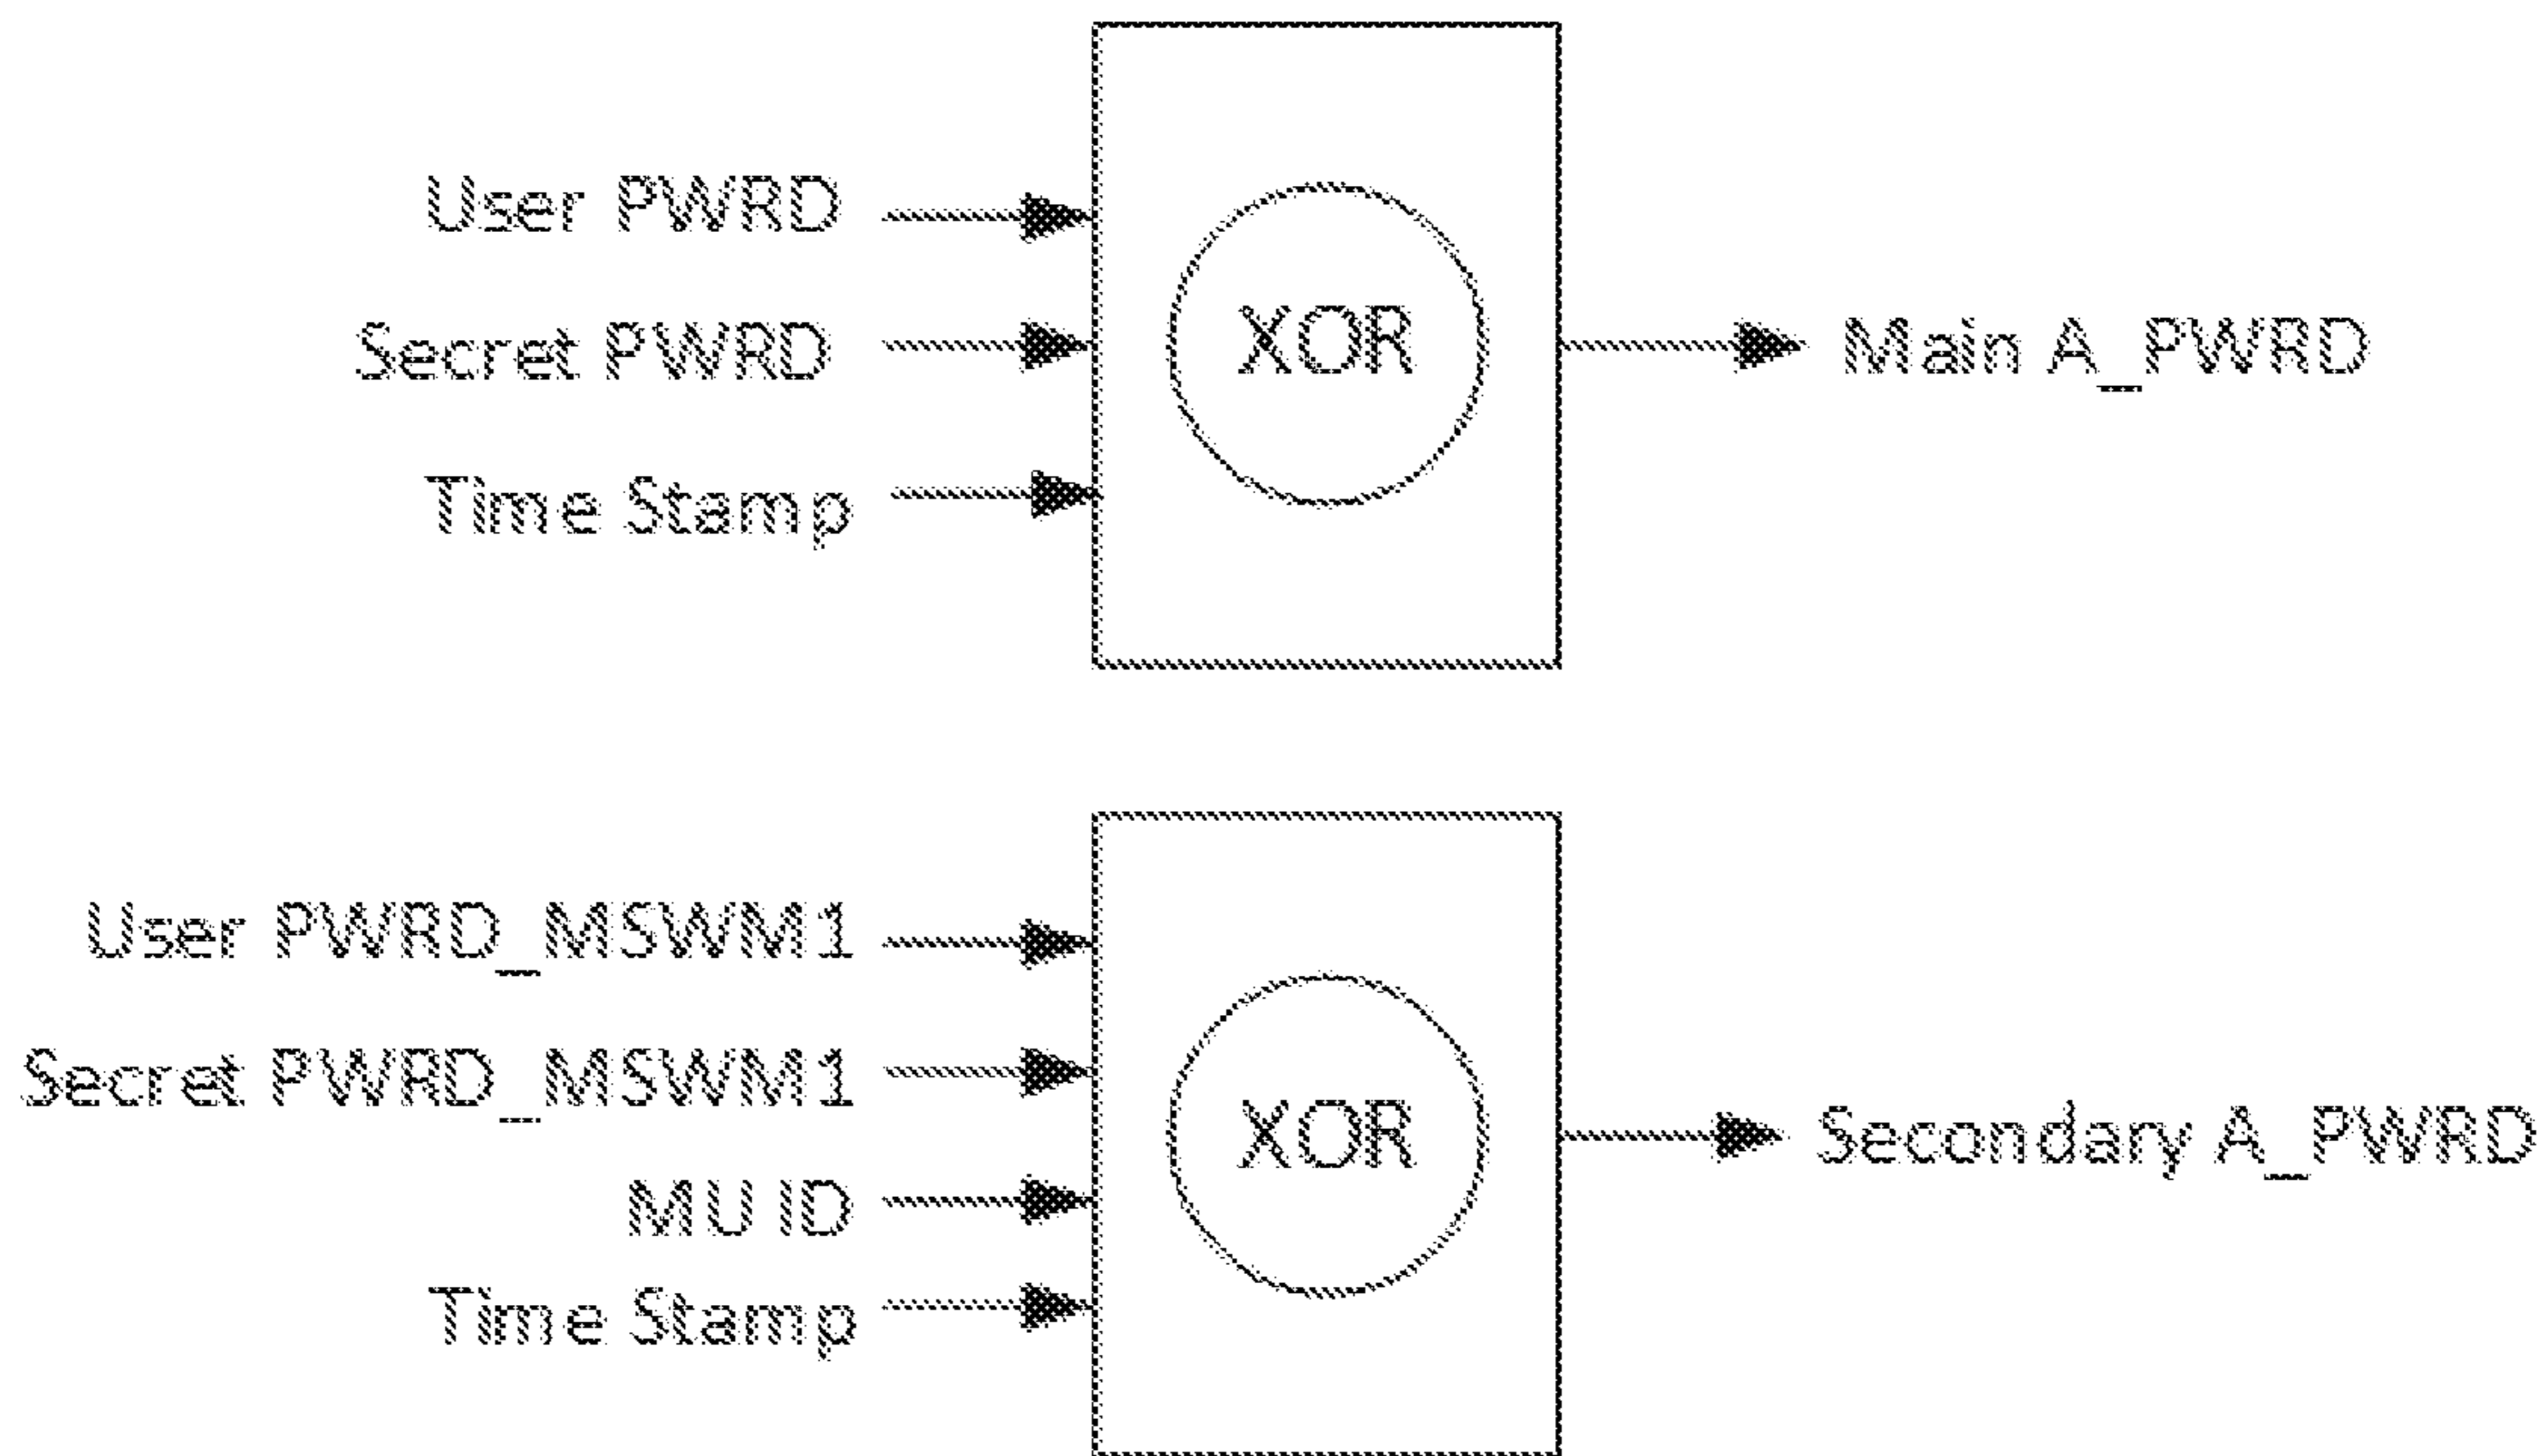 User PWRD
Secret PWRD
Time Stamp
XOR
Main A_PWRD
User PWRD_MSWM1
Secret PWRD_MSWM1
MU ID
Time Stamp
XOR
Secondary A_PWRD